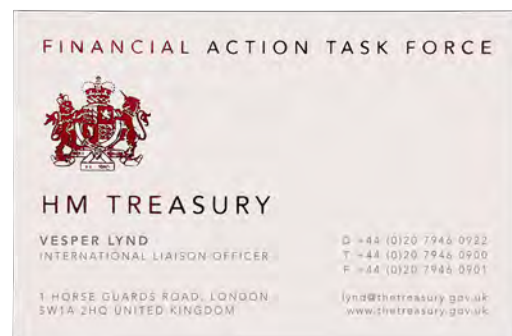 FINANCIAL ACTION TASK FORCE
HM TREASURY
VESPER LYND
INTERNATIONAL LIAISON OFFICER
D +44 (0)20 7946 0922
T +44 (0)20 7946 0900
F +44 (0)20 7946 0901
1 HORSE GUARDS ROAD, LONDON
SW1A 2HQ UNITED KINGDOM
lynd@thetreasury.gov.uk
www.thetreasury.gov.uk